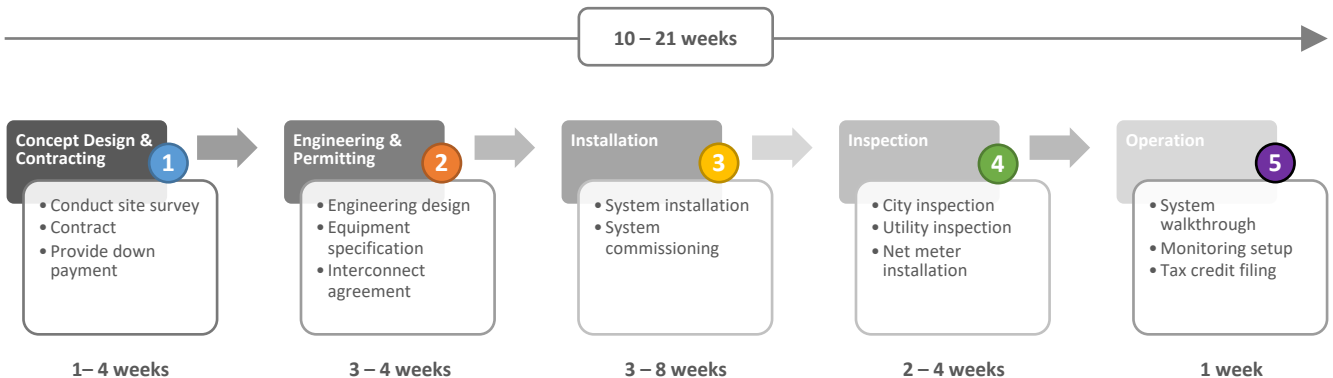 10 – 21 weeks
Concept Design &
Contracting
1
• Conduct site survey
• Contract
• Provide down
payment
1– 4 weeks
Engineering &
Permitting
2
• Engineering design
• Equipment
specification
• Interconnect
agreement
3 – 4 weeks
Installation
3
• System installation
• System
commissioning
3 – 8 weeks
Inspection
4
• City inspection
• Utility inspection
• Net meter
installation
2 – 4 weeks
Operation
5
• System
walkthrough
• Monitoring setup
• Tax credit filing
1 week